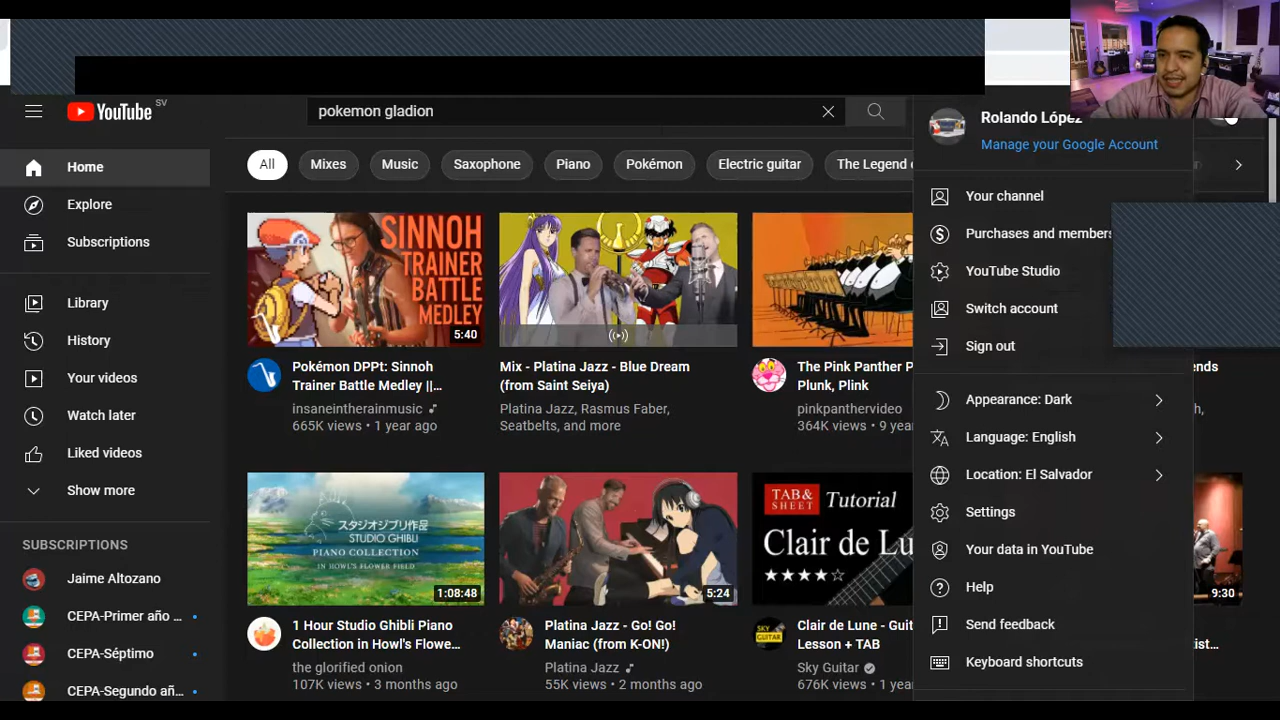 YouTube SV
pokemon gladion
Rolando López
Manage your Google Account
Home
Explore
Subscriptions
Library
History
Your videos
Watch later
Liked videos
Show more
SUBSCRIPTIONS
Jaime Altozano
CEPA-Primer año ...
CEPA-Séptimo
CEPA-Segundo añ...
All
Mixes
Music
Saxophone
Piano
Pokémon
Electric guitar
The Legend
SINNOH
TRAINER
BATTLE
MEDLEY
5:40
Pokémon DPPt: Sinnoh
Trainer Battle Medley ||...
insaneintherainmusic
665K views • 1 year ago
Mix - Platina Jazz - Blue Dream
(from Saint Seiya)
Platina Jazz, Rasmus Faber,
Seatbelts, and more
The Pink Panther
Plunk, Plink
pinkpanthervideo
364K views • 9
スタジオジブリ作品
STUDIO GHIBLI
PIANO COLLECTION
IN HOWL'S FLOWER FIELD
1:08:48
1 Hour Studio Ghibli Piano
Collection in Howl's Flowe...
the glorified onion
107K views • 3 months ago
5:24
Platina Jazz - Go! Go!
Maniac (from K-ON!)
Platina Jazz
55K views • 2 months ago
TAB &
SHEET
Tutorial
Clair de Lu
Clair de Lune - Guit
Lesson + TAB
Sky Guitar
SKY
GUITAR
676K views • 1
9:30
Your channel
Purchases and members
YouTube Studio
Switch account
Sign out
Appearance: Dark
Language: English
Location: El Salvador
Settings
Your data in YouTube
Help
Send feedback
Keyboard shortcuts